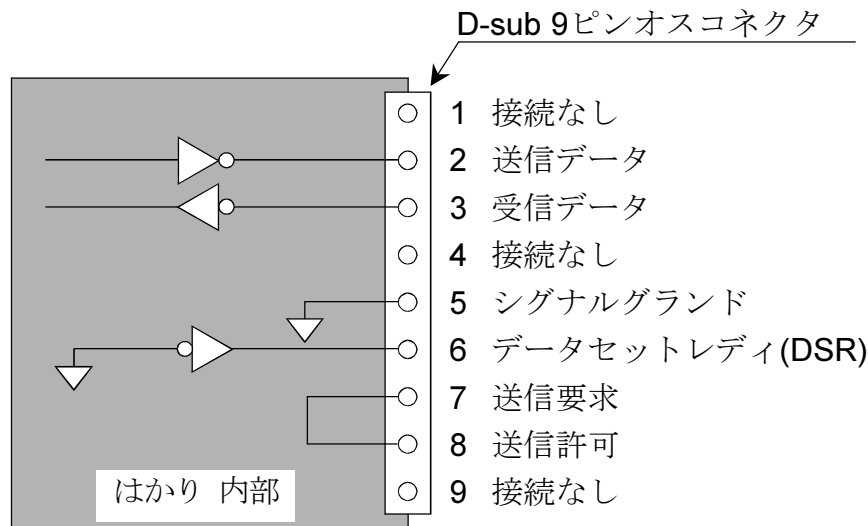 D-sub 9ピンオスコネクタ
1 接続なし
2 送信データ
3 受信データ
4 接続なし
5 シグナルグランド
6 データセットレディ(DSR)
7 送信要求
8 送信許可
9 接続なし
はかり 内部